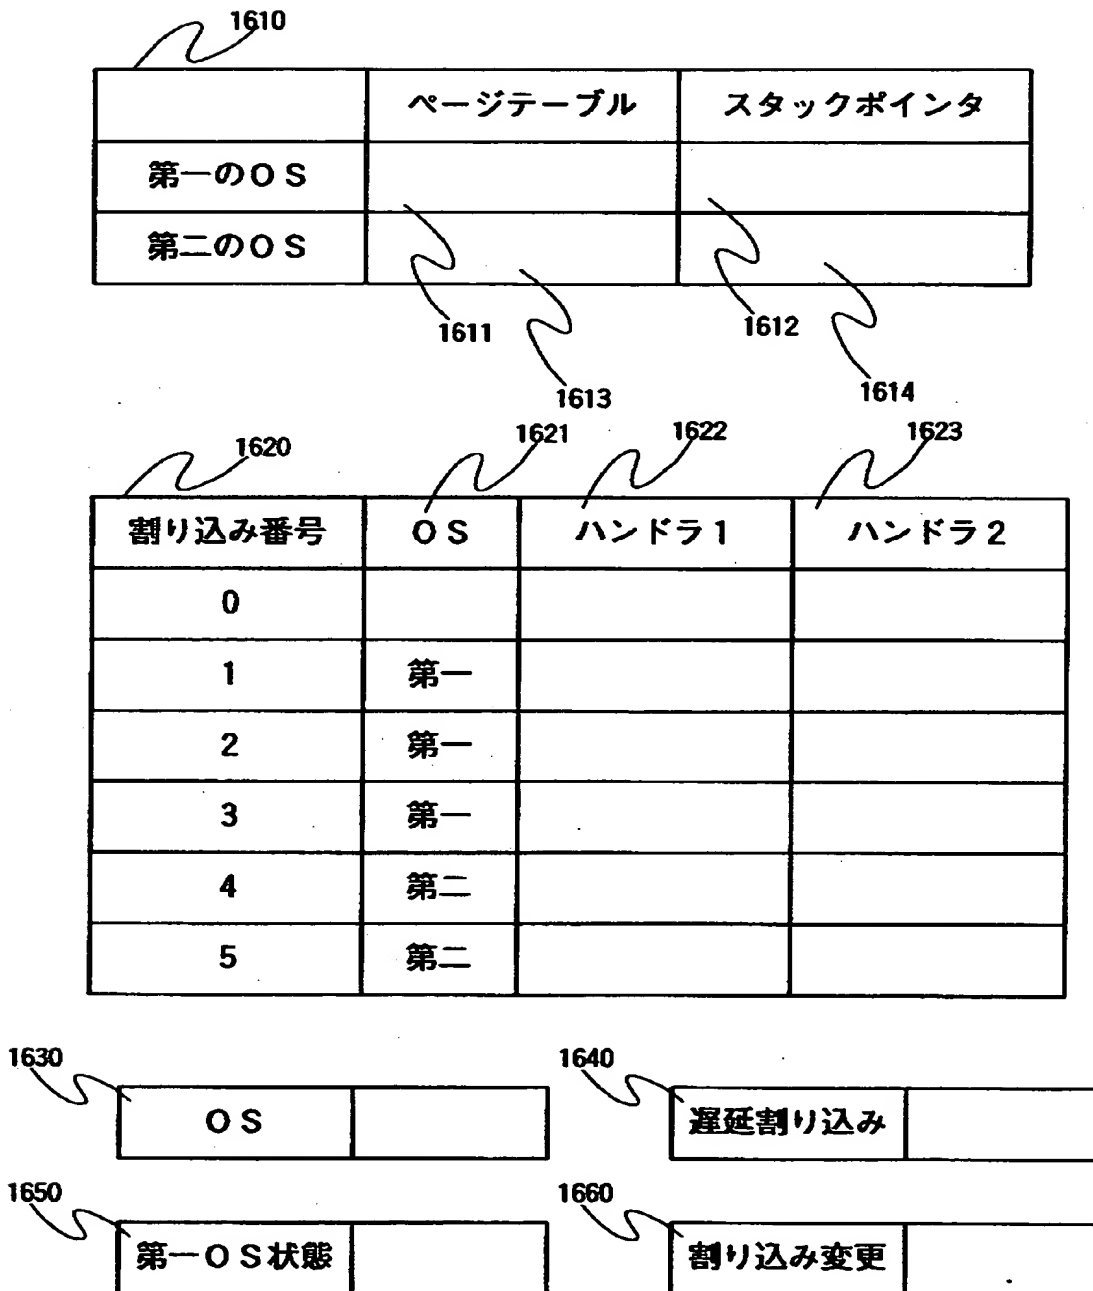 1610
ページテーブル スタックポインタ
第一のOS
第二のOS
1611 1612
1613 1614
1620 1621 1622 1623
割り込み番号 OS ハンドラ1 ハンドラ2
0
1 第一
2 第一
3 第一
4 第二
5 第二
1630 1640
OS 遅延割り込み
1650 1660
第一OS状態 割り込み変更